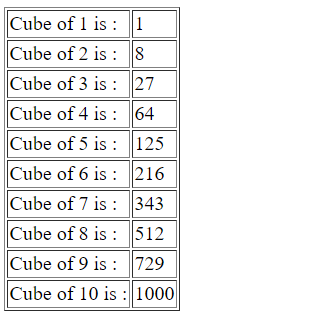 Cube of 1 is : 1
Cube of 2 is : 8
Cube of 3 is : 27
Cube of 4 is : 64
Cube of 5 is : 125
Cube of 6 is : 216
Cube of 7 is : 343
Cube of 8 is : 512
Cube of 9 is : 729
Cube of 10 is : 1000